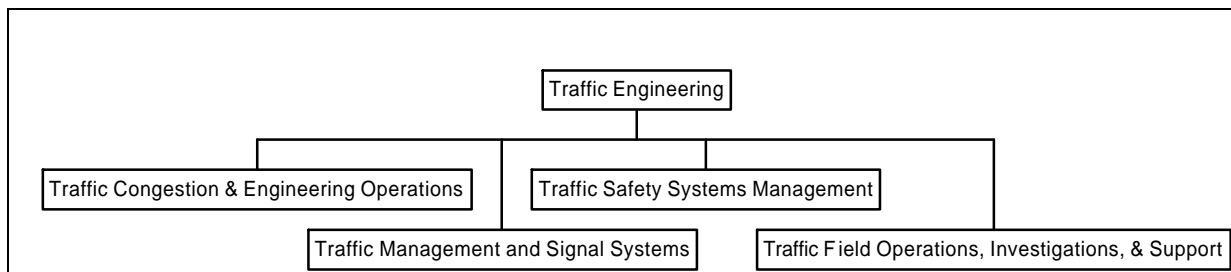 Traffic Engineering
Traffic Congestion & Engineering Operations
Traffic Safety Systems Management
Traffic Management and Signal Systems
Traffic Field Operations, Investigations, & Support